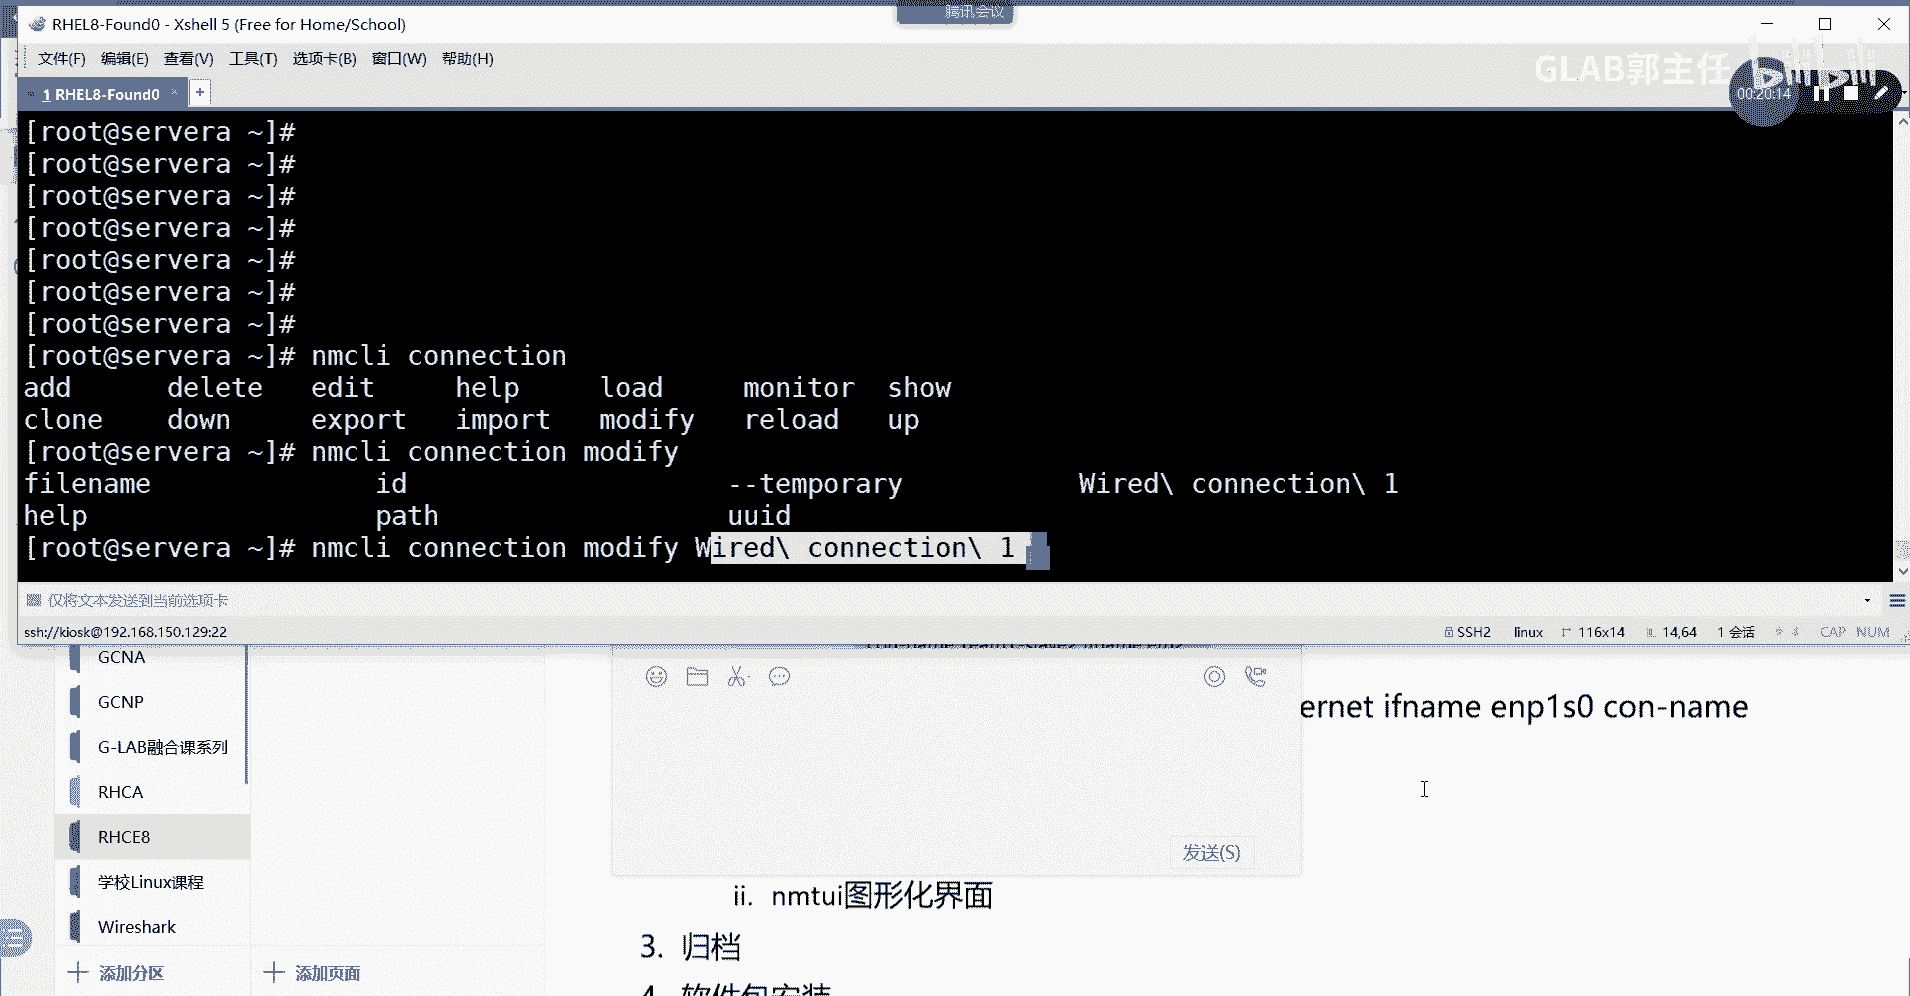 腾讯会议
RHEL8-Found0 - Xshell 5 (Free for Home/School)
文件(F) 编辑(E) 查看(V) 工具(T) 选项卡(B) 窗口(W) 帮助(H)
GLAB郭主任 bilibili
1 RHEL8-Found0 × +
00:20:14
[root@servera ~]#
[root@servera ~]#
[root@servera ~]#
[root@servera ~]#
[root@servera ~]#
[root@servera ~]#
[root@servera ~]#
[root@servera ~]# nmcli connection
add delete edit help load monitor show
clone down export import modify reload up
[root@servera ~]# nmcli connection modify
filename id --temporary Wired\ connection\ 1
help path uuid
[root@servera ~]# nmcli connection modify Wired\ connection\ 1
仅将文本发送到当前选项卡
ssh://kiosk@192.168.150.129:22 SSH2 linux 116x14 14,64 1 会话 CAP NUM
GCNA
GCNP
ernet ifname enp1s0 con-name
G-LAB融合课系列
RHCA
RHCE8
发送(S)
学校Linux课程
ii. nmtui图形化界面
Wireshark
3. 归档
添加分区 添加页面
4. 软件包安装